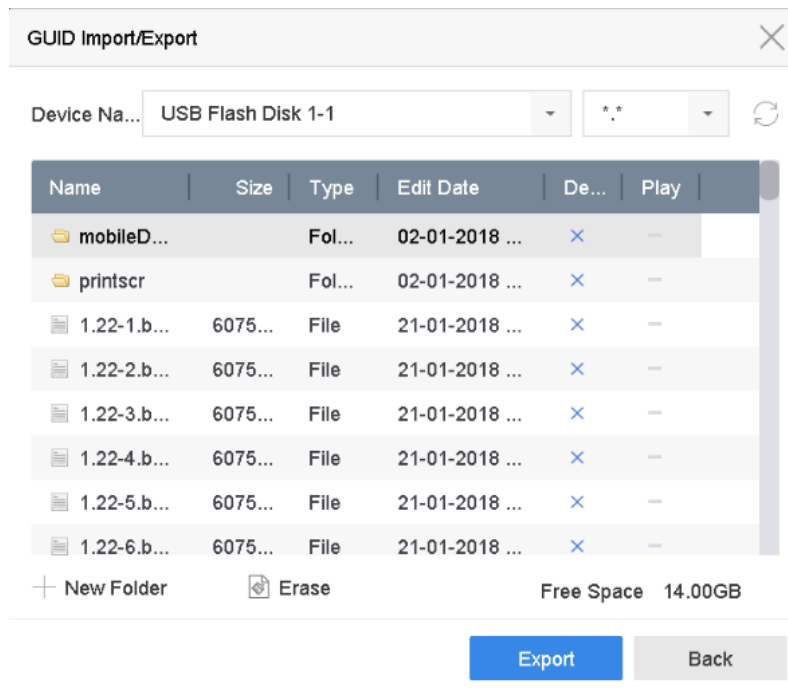 GUID Import/Export
Device Na... USB Flash Disk 1-1 *.*
Name Size Type Edit Date De... Play
mobileD... Fol... 02-01-2018 ...
printscr Fol... 02-01-2018 ...
1.22-1.b... 6075... File 21-01-2018 ...
1.22-2.b... 6075... File 21-01-2018 ...
1.22-3.b... 6075... File 21-01-2018 ...
1.22-4.b... 6075... File 21-01-2018 ...
1.22-5.b... 6075... File 21-01-2018 ...
1.22-6.b... 6075... File 21-01-2018 ...
New Folder Erase Free Space 14.00GB
Export Back